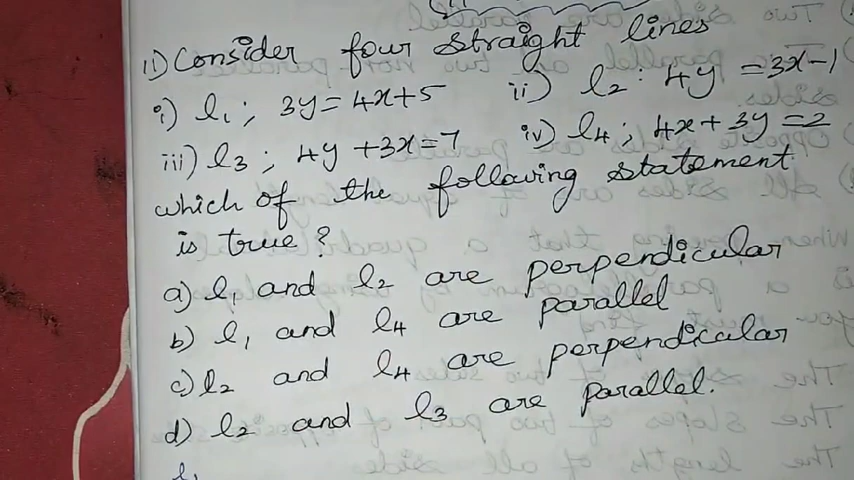 11) Consider four straight lines
i) l₁ ; 3y = 4x+5 ii) l₂ : 4y = 3x-1
iii) l₃ ; 4y +3x = 7 iv) l₄ ; 4x + 3y = 2
which of the following statement
is true ?
a) l₁ and l₂ are perpendicular
b) l₁ and l₄ are parallel
c) l₂ and l₄ are perpendicular
d) l₂ and l₃ are parallel.